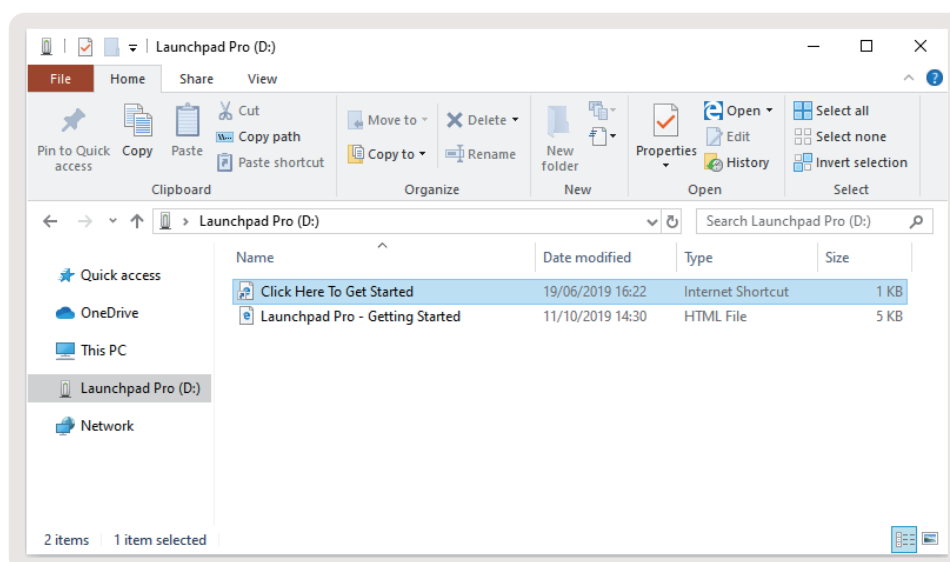 Launchpad Pro (D:)
File Home Share View
Pin to Quick access
Copy
Paste
Cut
Copy path
Paste shortcut
Clipboard
Move to
Copy to
Delete
Rename
Organize
New folder
New
Properties
Open
Edit
History
Open
Select all
Select none
Invert selection
Select
Launchpad Pro (D:)
Search Launchpad Pro (D:)
Name Date modified Type Size
Quick access
OneDrive
This PC
Launchpad Pro (D:)
Network
Click Here To Get Started 19/06/2019 16:22 Internet Shortcut 1 KB
Launchpad Pro - Getting Started 11/10/2019 14:30 HTML File 5 KB
2 items 1 item selected